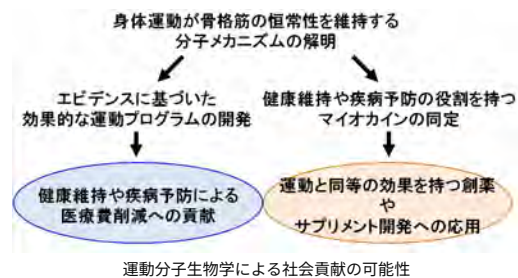 身体運動が骨格筋の恒常性を維持する
分子メカニズムの解明
エビデンスに基づいた
効果的な運動プログラムの開発
健康維持や疾病予防の役割を持つ
マイオカインの同定
健康維持や疾病予防による
医療費削減への貢献
運動と同等の効果を持つ創薬
や
サプリメント開発への応用
運動分子生物学による社会貢献の可能性